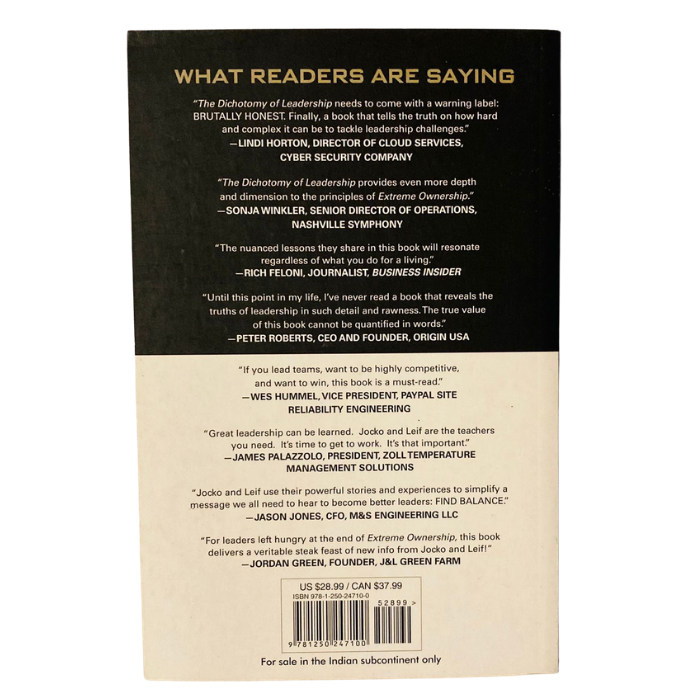 WHAT READERS ARE SAYING
“The Dichotomy of Leadership needs to come with a warning label:
BRUTALLY HONEST. Finally, a book that tells the truth on how hard
and complex it can be to tackle leadership challenges.”
—LINDI HORTON, DIRECTOR OF CLOUD SERVICES,
CYBER SECURITY COMPANY
“The Dichotomy of Leadership provides even more depth
and dimension to the principles of Extreme Ownership.”
—SONJA WINKLER, SENIOR DIRECTOR OF OPERATIONS,
NASHVILLE SYMPHONY
“The nuanced lessons they share in this book will resonate
regardless of what you do for a living.”
—RICH FELONI, JOURNALIST, BUSINESS INSIDER
“Until this point in my life, I’ve never read a book that reveals the
truths of leadership in such detail and rawness. The true value
of this book cannot be quantified in words.”
—PETER ROBERTS, CEO AND FOUNDER, ORIGIN USA
“If you lead teams, want to be highly competitive,
and want to win, this book is a must-read.”
—WES HUMMEL, VICE PRESIDENT, PAYPAL SITE
RELIABILITY ENGINEERING
“Great leadership can be learned. Jocko and Leif are the teachers
you need. It’s time to get to work. It’s that important.”
—JAMES PALAZZOLO, PRESIDENT, ZOLL TEMPERATURE
MANAGEMENT SOLUTIONS
“Jocko and Leif use their powerful stories and experiences to simplify a
message we all need to hear to become better leaders: FIND BALANCE.”
—JASON JONES, CFO, M&S ENGINEERING LLC
“For leaders left hungry at the end of Extreme Ownership, this book
delivers a veritable steak feast of new info from Jocko and Leif!”
—JORDAN GREEN, FOUNDER, J&L GREEN FARM
US $28.99 / CAN $37.99
ISBN 978-1-250-24710-0
52899 >
9 781250 247100
For sale in the Indian subcontinent only